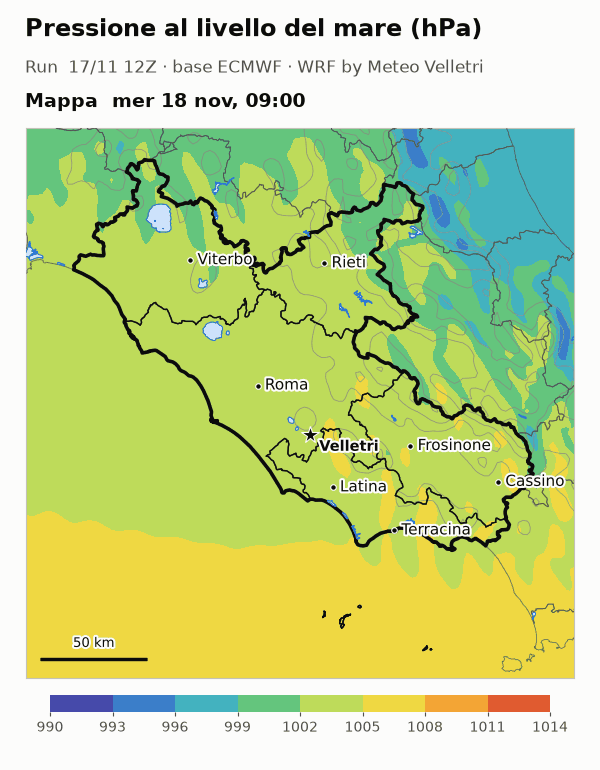 Pressione al livello del mare (hPa)
Run  17/11 12Z · base ECMWF · WRF by Meteo Velletri
Mappa  mer 18 nov, 09:00
Viterbo
Rieti
Roma
Velletri
Frosinone
Cassino
Latina
Terracina
50 km
990 993 996 999 1002 1005 1008 1011 1014